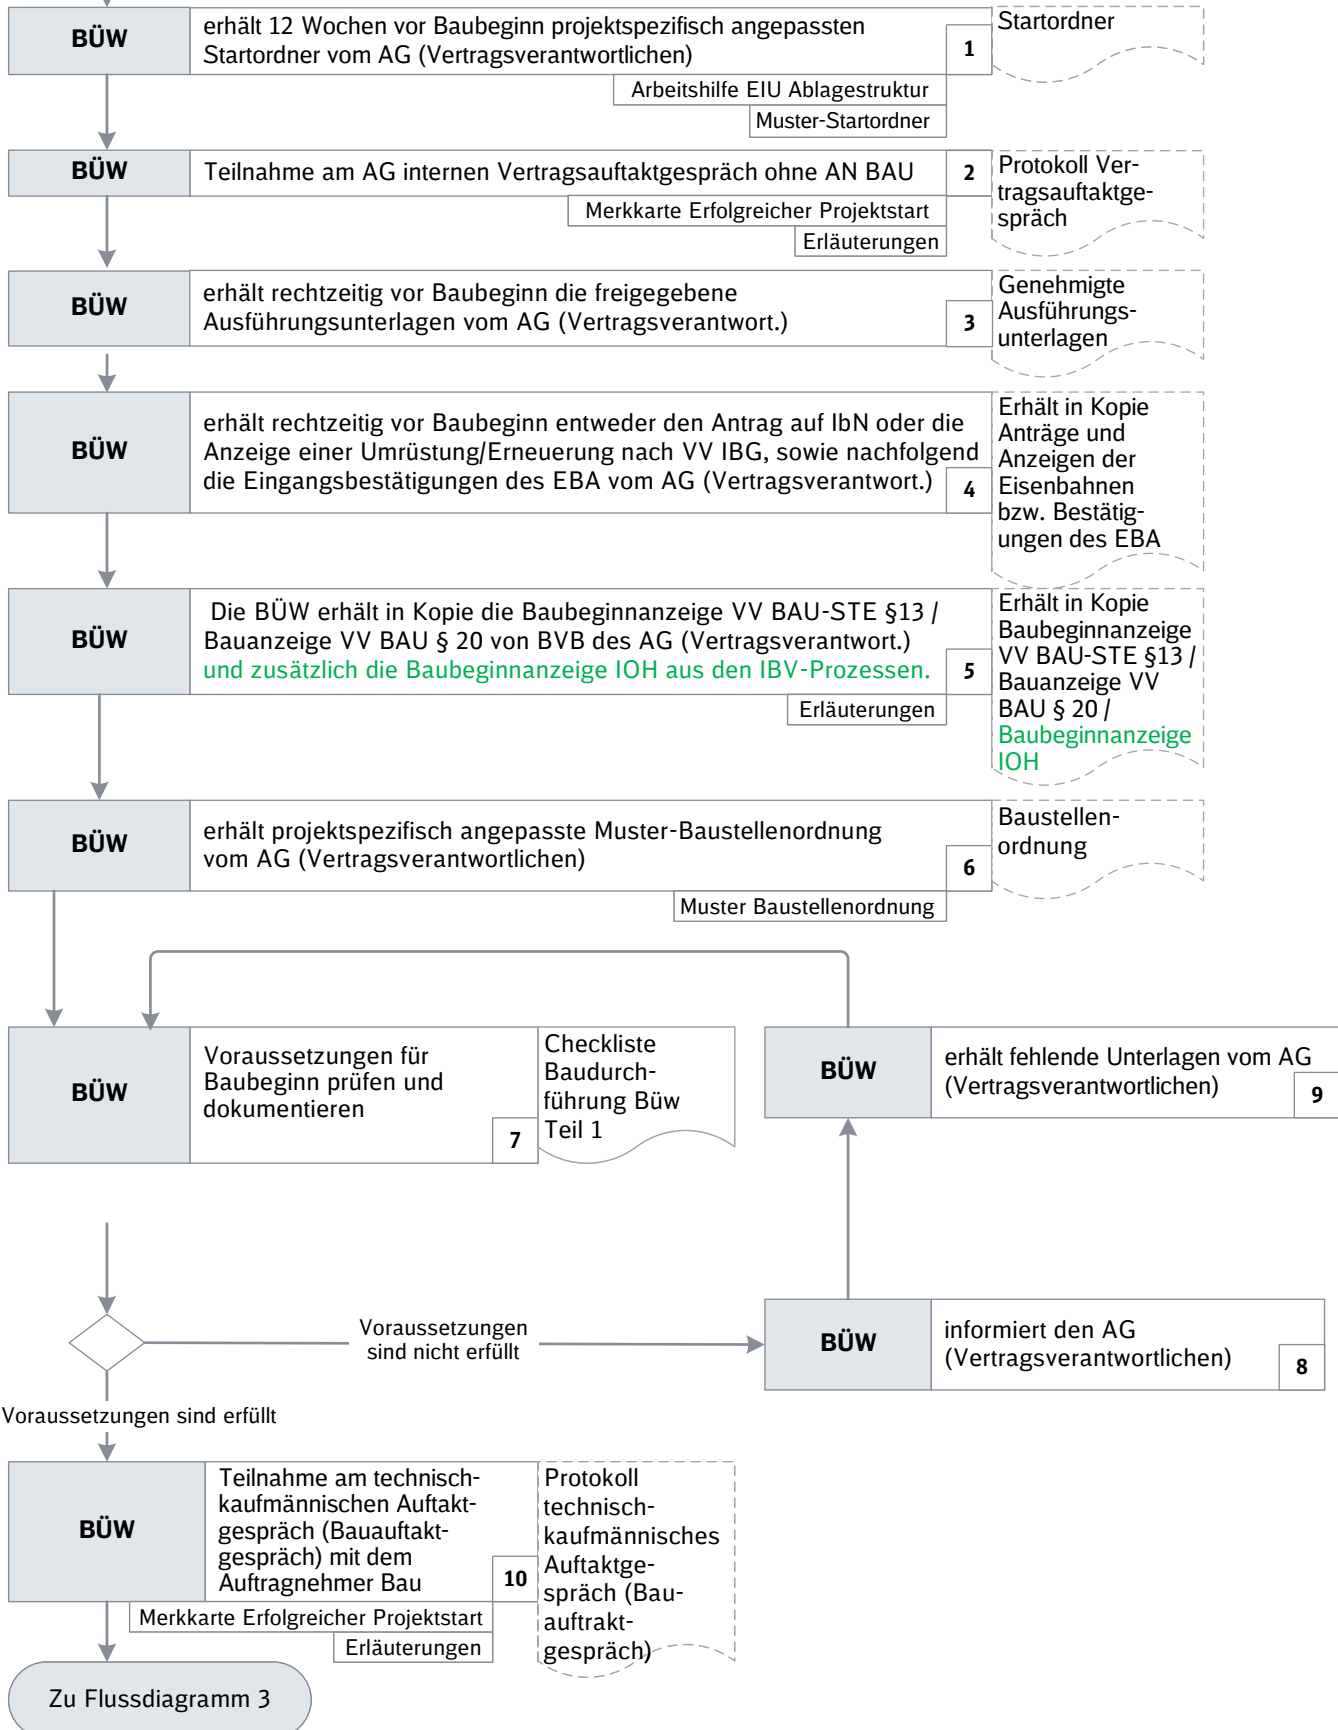 BÜW
erhält 12 Wochen vor Baubeginn projektspezifisch angepassten
Startordner vom AG (Vertragsverantwortlichen)
1
Startordner
Arbeitshilfe EIU Ablagestruktur
Muster-Startordner
BÜW
Teilnahme am AG internen Vertragsauftaktgespräch ohne AN BAU
2
Protokoll Ver-
tragsauftaktge-
spräch
Merkkarte Erfolgreicher Projektstart
Erläuterungen
BÜW
erhält rechtzeitig vor Baubeginn die freigegebene
Ausführungsunterlagen vom AG (Vertragsverantwort.)
3
Genehmigte
Ausführungs-
unterlagen
BÜW
erhält rechtzeitig vor Baubeginn entweder den Antrag auf IbN oder die
Anzeige einer Umrüstung/Erneuerung nach VV IBG, sowie nachfolgend
die Eingangsbestätigungen des EBA vom AG (Vertragsverantwort.)
4
Erhält in Kopie
Anträge und
Anzeigen der
Eisenbahnen
bzw. Bestätig-
ungen des EBA
BÜW
Die BÜW erhält in Kopie die Baubeginnanzeige VV BAU-STE §13 /
Bauanzeige VV BAU § 20 von BVB des AG (Vertragsverantwort.)
und zusätzlich die Baubeginnanzeige IOH aus den IBV-Prozessen.
5
Erhält in Kopie
Baubeginnanzeige
VV BAU-STE §13 /
Bauanzeige VV
BAU § 20 /
Baubeginnanzeige
IOH
Erläuterungen
BÜW
erhält projektspezifisch angepasste Muster-Baustellenordnung
vom AG (Vertragsverantwortlichen)
6
Baustellen-
ordnung
Muster Baustellenordnung
BÜW
Voraussetzungen für
Baubeginn prüfen und
dokumentieren
7
Checkliste
Baudurch-
führung Büw
Teil 1
BÜW
erhält fehlende Unterlagen vom AG
(Vertragsverantwortlichen)
9
Voraussetzungen
sind nicht erfüllt
BÜW
informiert den AG
(Vertragsverantwortlichen)
8
Voraussetzungen sind erfüllt
BÜW
Teilnahme am technisch-
kaufmännischen Auftakt-
gespräch (Bauauftakt-
gespräch) mit dem
Auftragnehmer Bau
10
Protokoll
technisch-
kaufmännisches
Auftaktge-
spräch (Bau-
auftrakt-
gespräch)
Merkkarte Erfolgreicher Projektstart
Erläuterungen
Zu Flussdiagramm 3